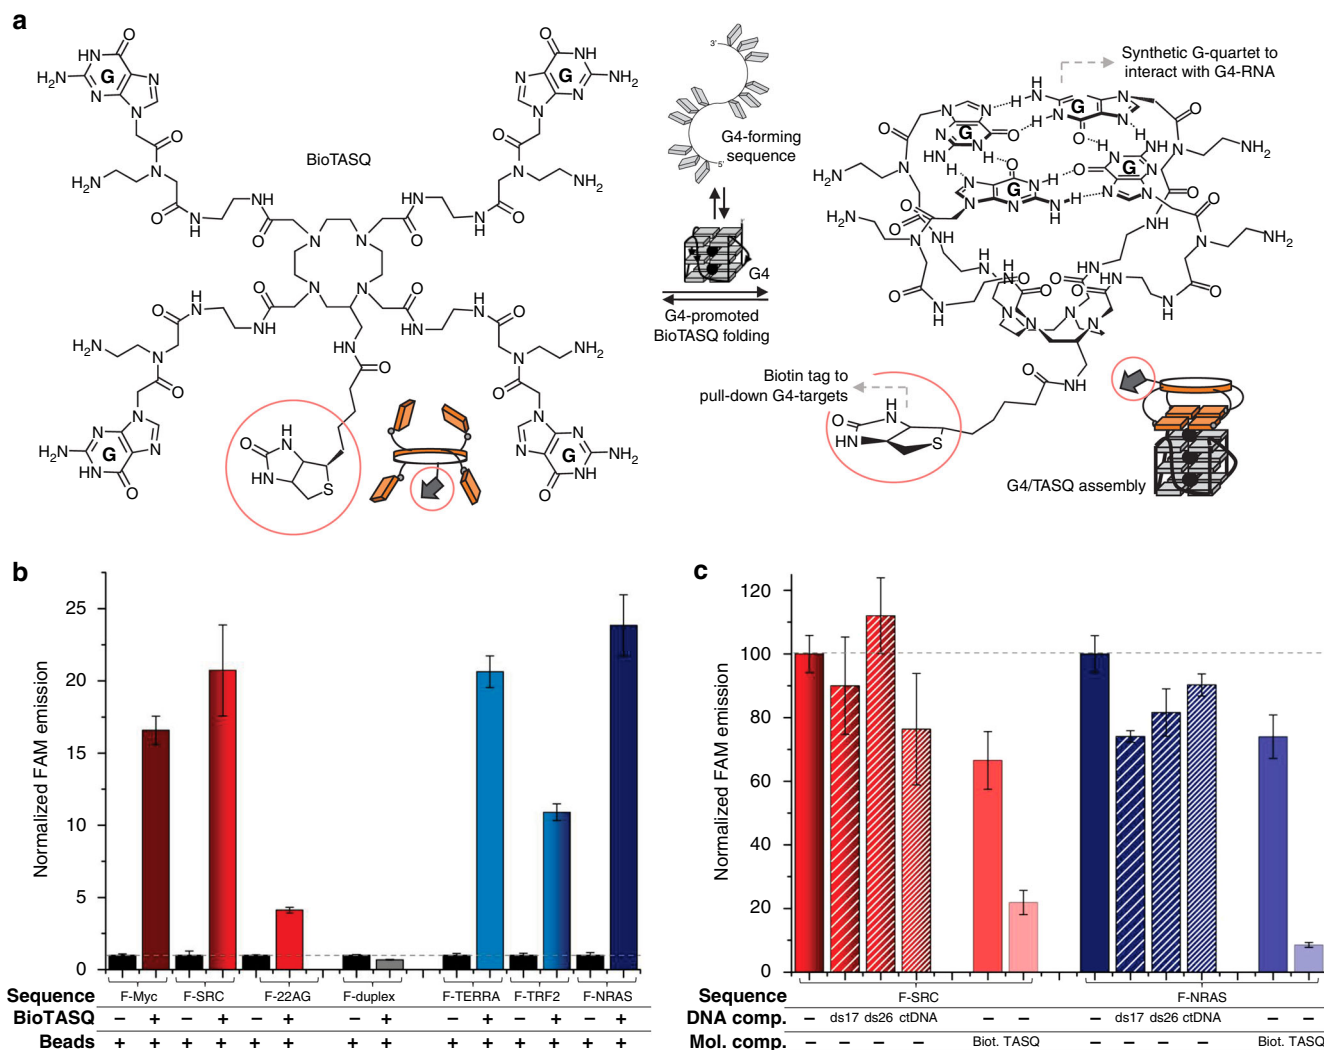 a
BioTASQ
G4-forming
sequence
3'
5'
G4
G4-promoted
BioTASQ folding
Synthetic G-quartet to
interact with G4-RNA
Biotin tag to
pull-down G4-targets
G4/TASQ assembly
b
Normalized FAM emission
25
20
15
10
5
0
Sequence F-Myc F-SRC F-22AG F-duplex F-TERRA F-TRF2 F-NRAS
BioTASQ – + – + – + – + – + – + – +
Beads + + + + + + + + + + + + + +
c
Normalized FAM emission
120
100
80
60
40
20
0
Sequence F-SRC F-NRAS
DNA comp. – ds17 ds26 ctDNA – – – ds17 ds26 ctDNA – –
Mol. comp. – – – – Biot. TASQ – – – – Biot. TASQ